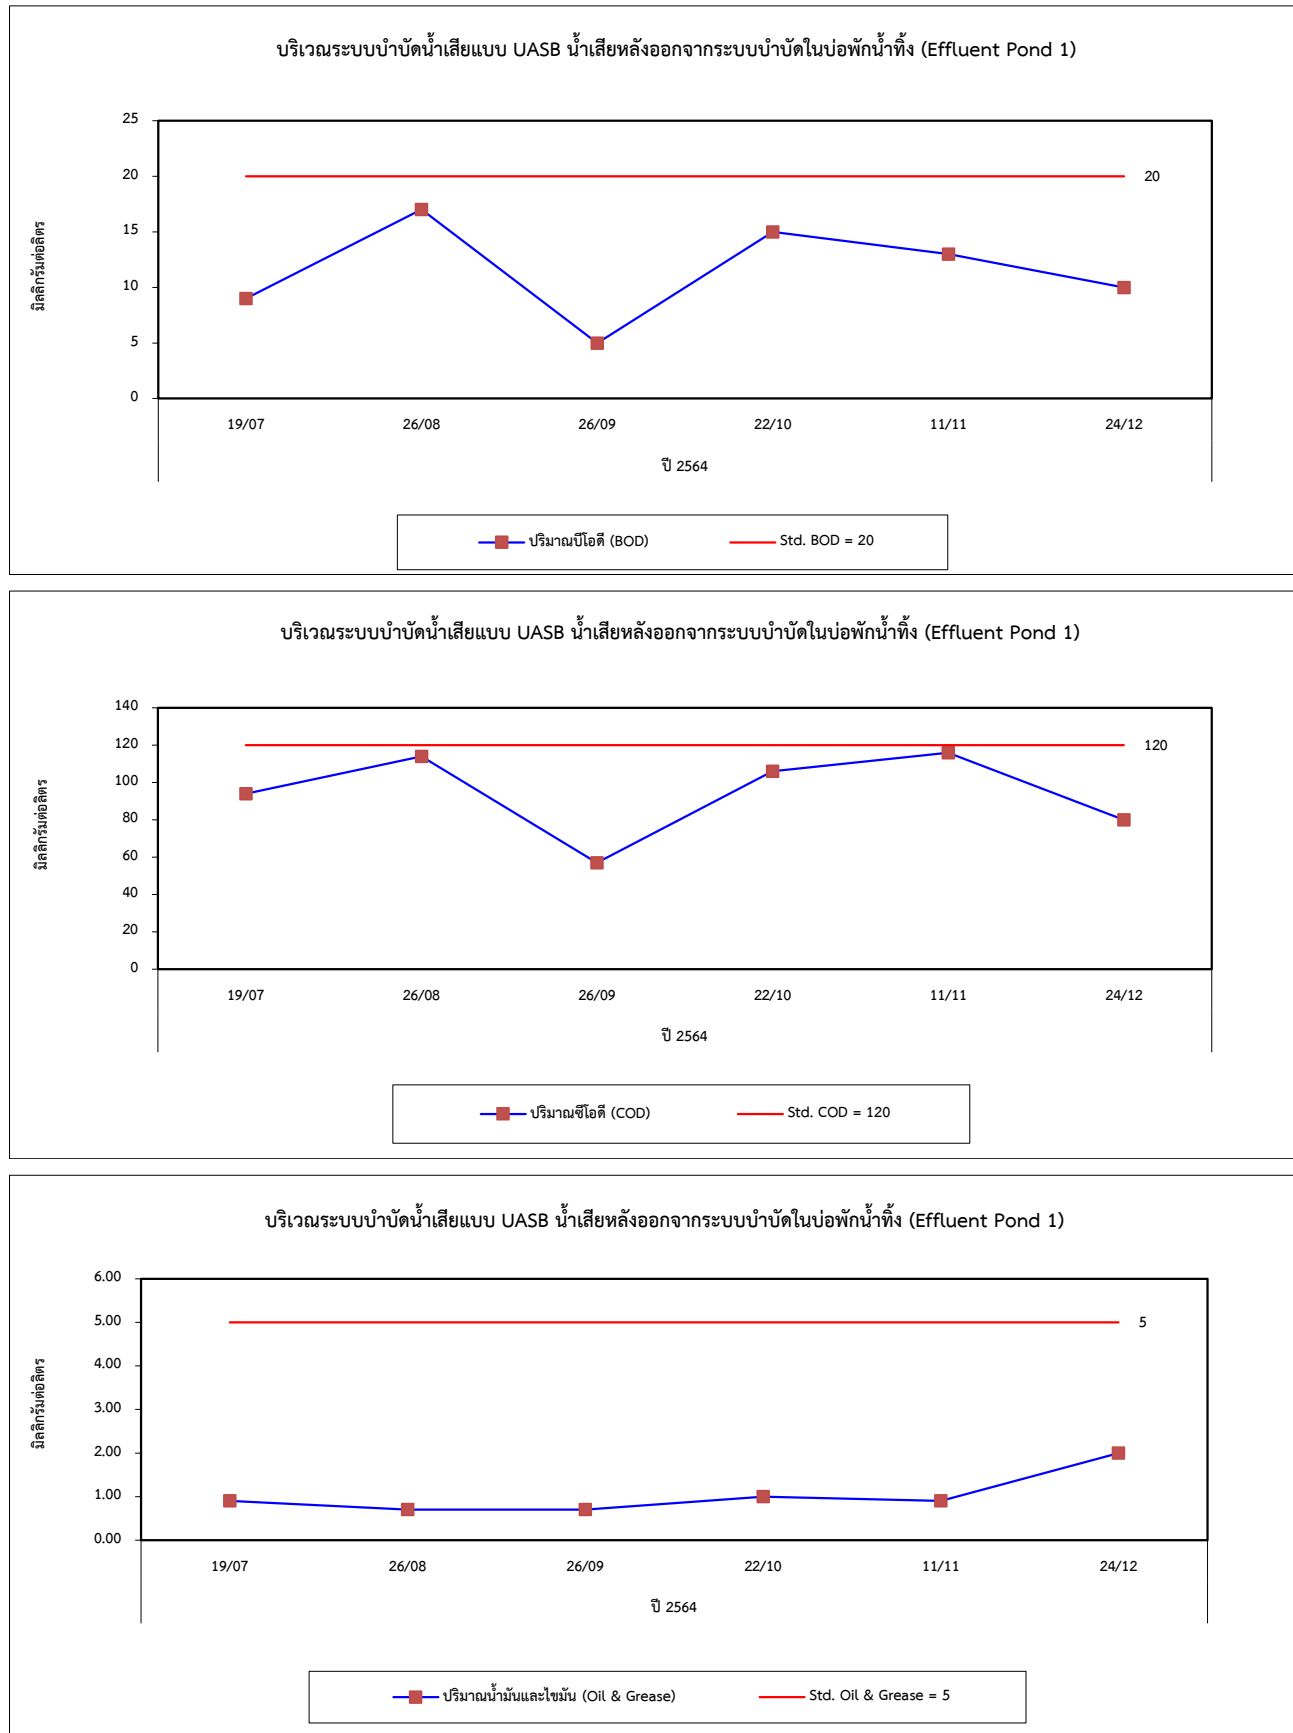 บริเวณระบบบำบัดน้ำเสียแบบ UASB น้ำเสียหลังออกจากระบบบำบัดในบ่อพักน้ำทิ้ง (Effluent Pond 1)
25
20
15
10
5
0
มิลลิกรัมต่อลิตร
20
19/07 26/08 26/09 22/10 11/11 24/12
ปี 2564
ปริมาณบีโอดี (BOD) Std. BOD = 20
บริเวณระบบบำบัดน้ำเสียแบบ UASB น้ำเสียหลังออกจากระบบบำบัดในบ่อพักน้ำทิ้ง (Effluent Pond 1)
140
120
100
80
60
40
20
0
มิลลิกรัมต่อลิตร
120
19/07 26/08 26/09 22/10 11/11 24/12
ปี 2564
ปริมาณซีโอดี (COD) Std. COD = 120
บริเวณระบบบำบัดน้ำเสียแบบ UASB น้ำเสียหลังออกจากระบบบำบัดในบ่อพักน้ำทิ้ง (Effluent Pond 1)
6.00
5.00
4.00
3.00
2.00
1.00
0.00
มิลลิกรัมต่อลิตร
5
19/07 26/08 26/09 22/10 11/11 24/12
ปี 2564
ปริมาณน้ำมันและไขมัน (Oil & Grease) Std. Oil & Grease = 5